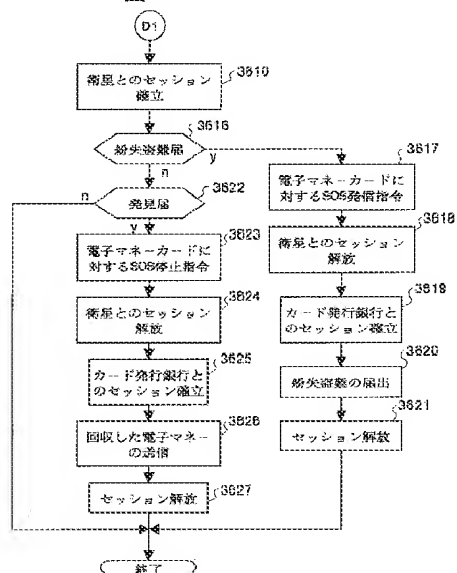 D1
衛星とのセッション
確立
3610
紛失盗難届
3616
y
n
電子マネーカードに
対するSOS発信指令
3617
n
発見届
3622
y
電子マネーカードに
対するSOS停止指令
3623
衛星とのセッション
解放
3618
衛星とのセッション
解放
3624
カード発行銀行と
のセッション確立
3619
カード発行銀行と
のセッション確立
3625
紛失盗難の届出
3620
回収した電子マネー
の送信
3626
セッション解放
3621
セッション解放
3627
終了